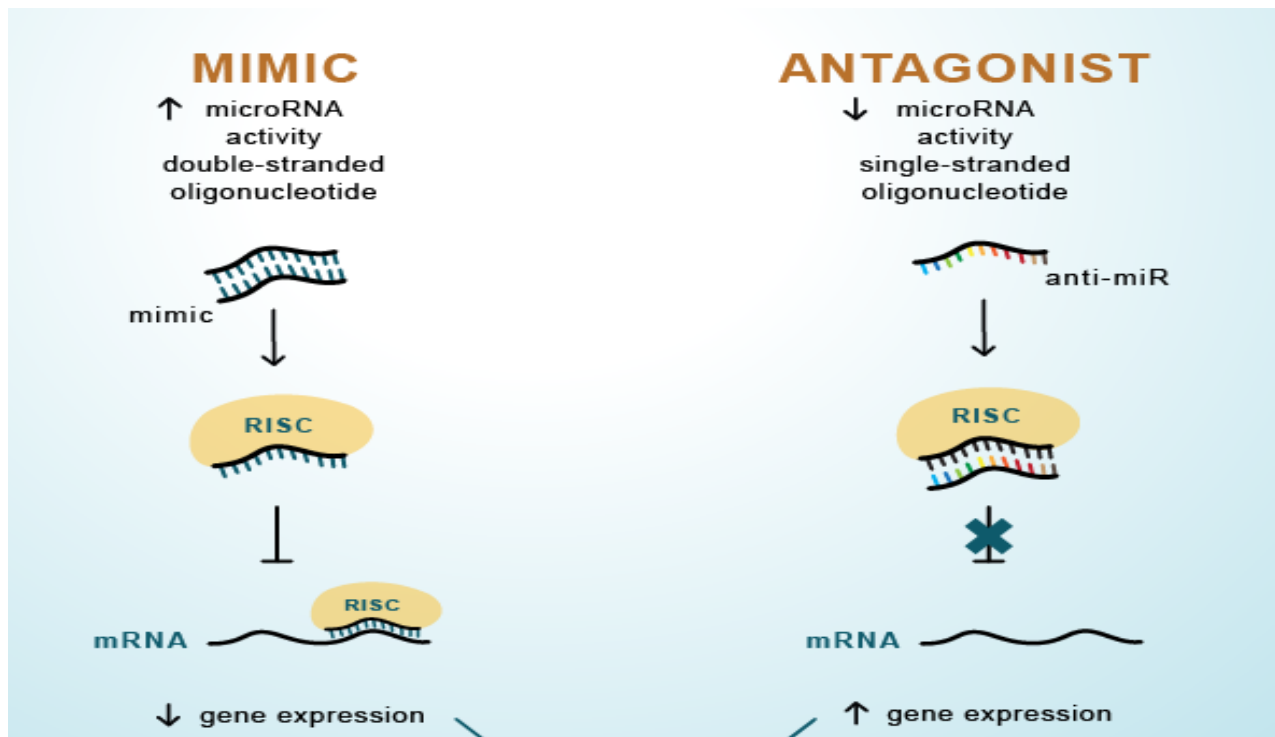 MIMIC
↑ microRNA
activity
double-stranded
oligonucleotide
mimic
RISC
RISC
mRNA
↓ gene expression
ANTAGONIST
↓ microRNA
activity
single-stranded
oligonucleotide
anti-miR
RISC
mRNA
↑ gene expression